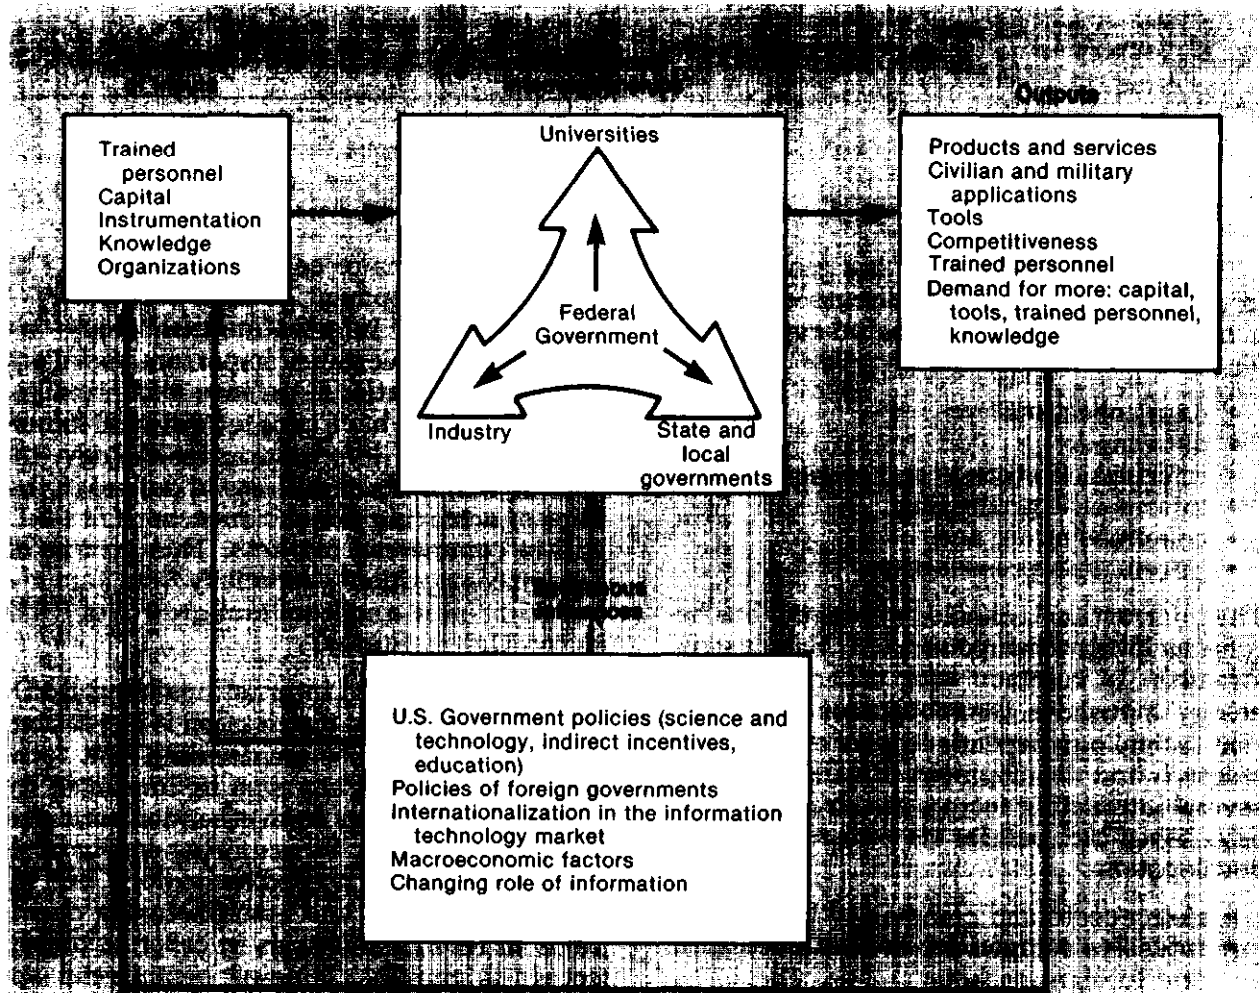 Outputs
Trained
personnel
Capital
Instrumentation
Knowledge
Organizations
Universities
Federal
Government
Industry
State and
local
governments
Products and services
Civilian and military
applications
Tools
Competitiveness
Trained personnel
Demand for more: capital,
tools, trained personnel,
knowledge
U.S. Government policies (science and
technology, indirect incentives,
education)
Policies of foreign governments
Internationalization in the information
technology market
Macroeconomic factors
Changing role of information